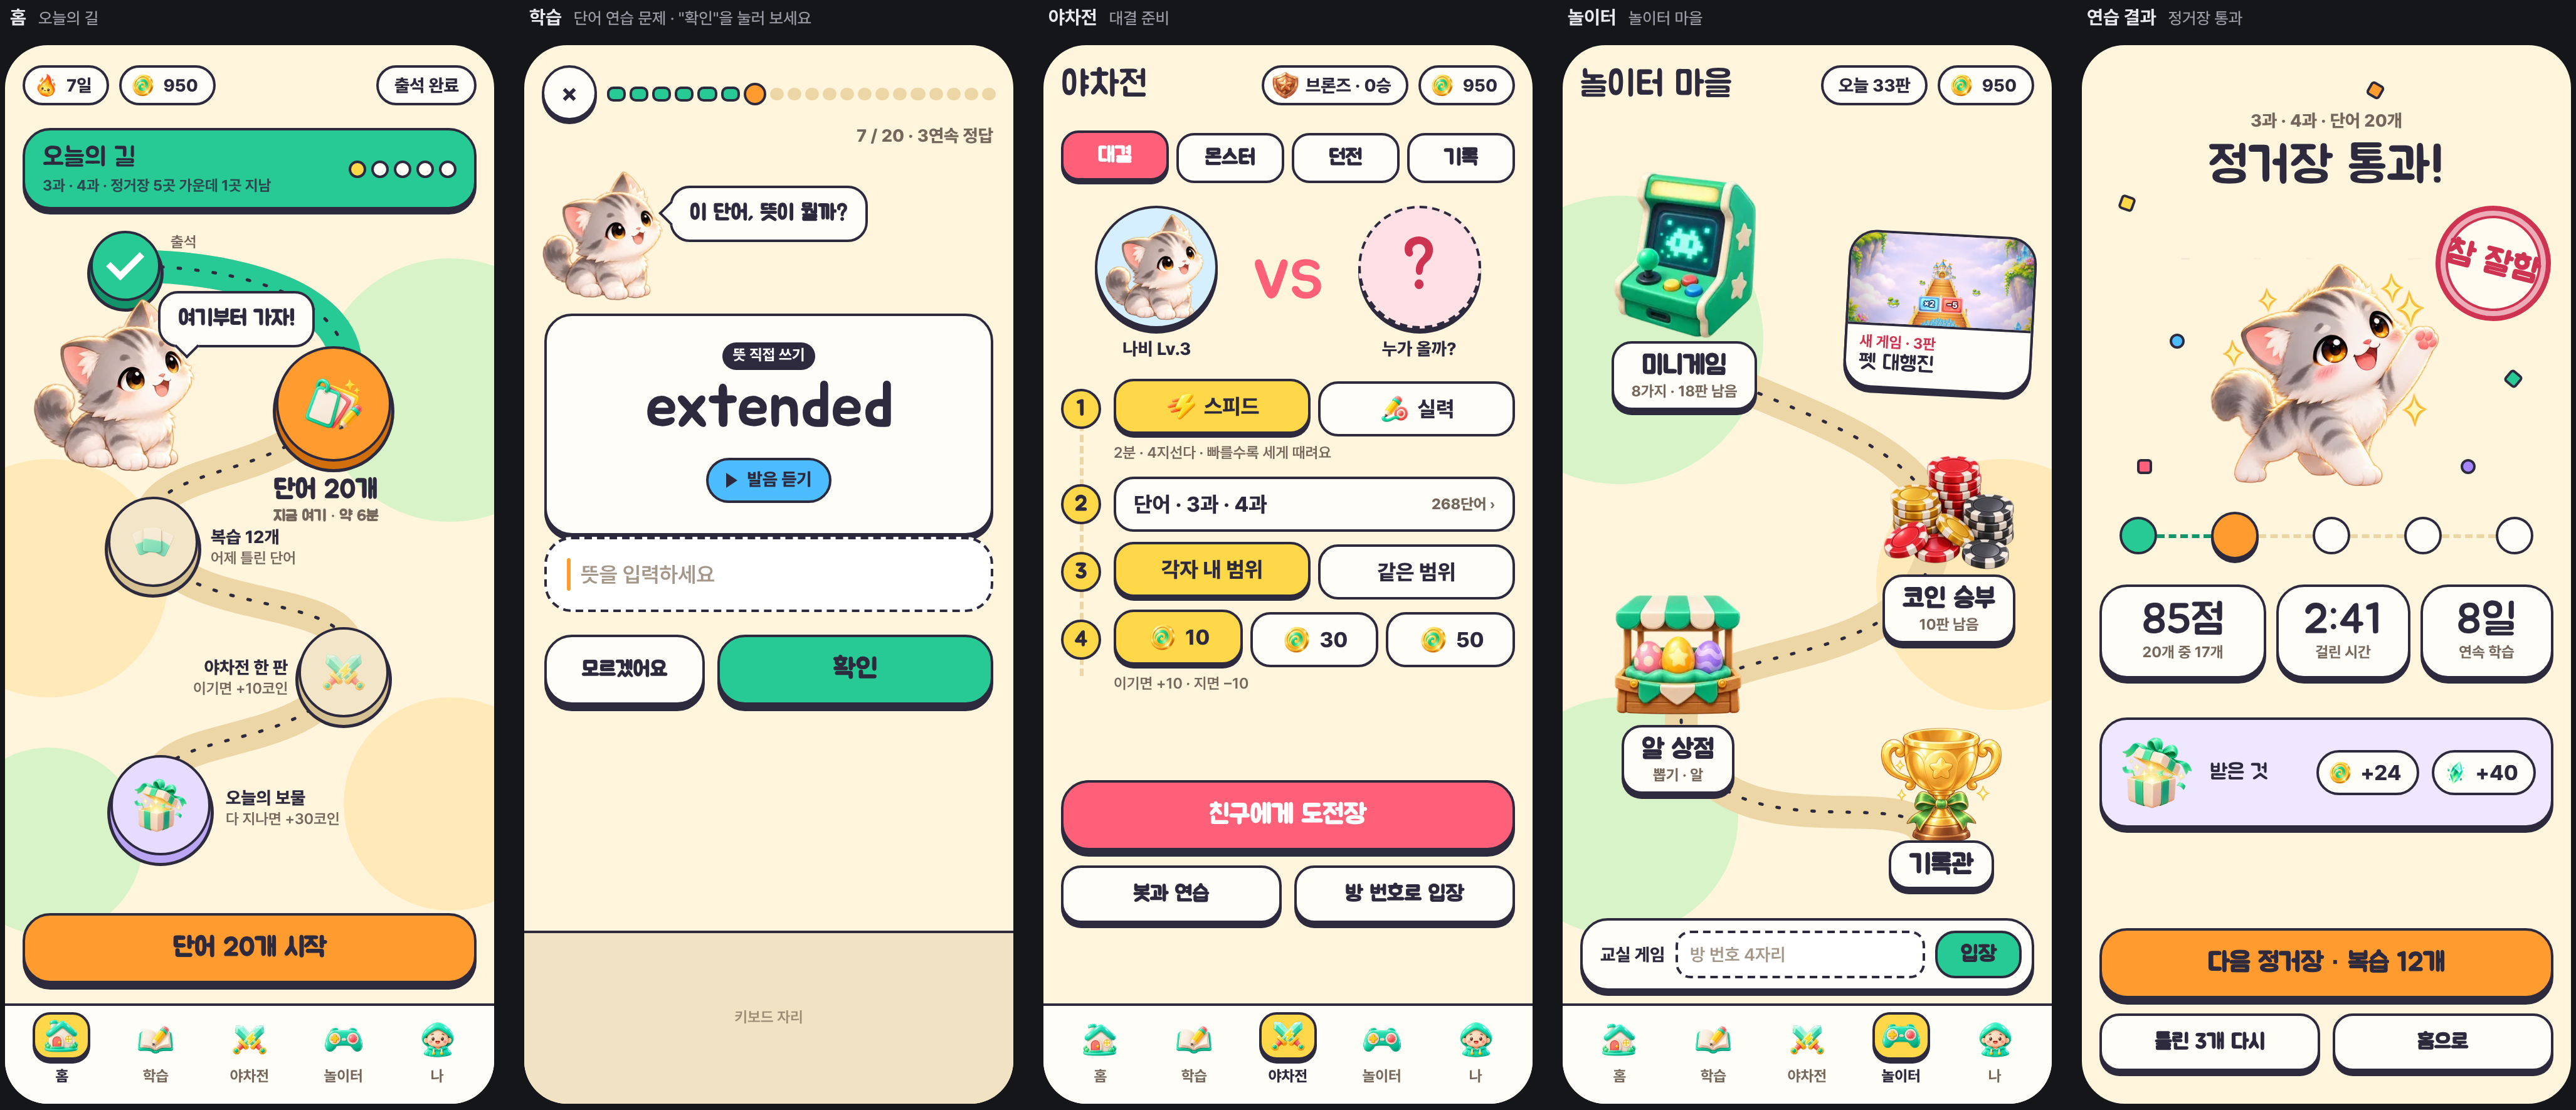 홈 오늘의 길
7일
950
출석 완료
오늘의 길
3과 · 4과 · 정거장 5곳 가운데 1곳 지남
출석
여기부터 가자!
단어 20개
지금 여기 · 약 6분
복습 12개
어제 틀린 단어
야차전 한 판
이기면 +10코인
오늘의 보물
다 지나면 +30코인
단어 20개 시작
홈
학습
야차전
놀이터
나
학습 단어 연습 문제 · "확인"을 눌러 보세요
×
7 / 20 · 3연속 정답
이 단어, 뜻이 뭘까?
뜻 직접 쓰기
extended
발음 듣기
뜻을 입력하세요
모르겠어요
확인
키보드 자리
야차전 대결 준비
야차전
브론즈 · 0승
950
대결
몬스터
던전
기록
VS
?
나비 Lv.3
누가 올까?
1
스피드
실력
2분 · 4지선다 · 빠를수록 세게 때려요
2
단어 · 3과 · 4과
268단어 ›
3
각자 내 범위
같은 범위
4
10
30
50
이기면 +10 · 지면 −10
친구에게 도전장
봇과 연습
방 번호로 입장
홈
학습
야차전
놀이터
나
놀이터 놀이터 마을
놀이터 마을
오늘 33판
950
×2
-5
새 게임 · 3판
펫 대행진
미니게임
8가지 · 18판 남음
코인 승부
10판 남음
알 상점
뽑기 · 알
기록관
교실 게임
방 번호 4자리
입장
홈
학습
야차전
놀이터
나
연습 결과 정거장 통과
3과 · 4과 · 단어 20개
정거장 통과!
참 잘함
85점
20개 중 17개
2:41
걸린 시간
8일
연속 학습
받은 것
+24
+40
다음 정거장 · 복습 12개
틀린 3개 다시
홈으로